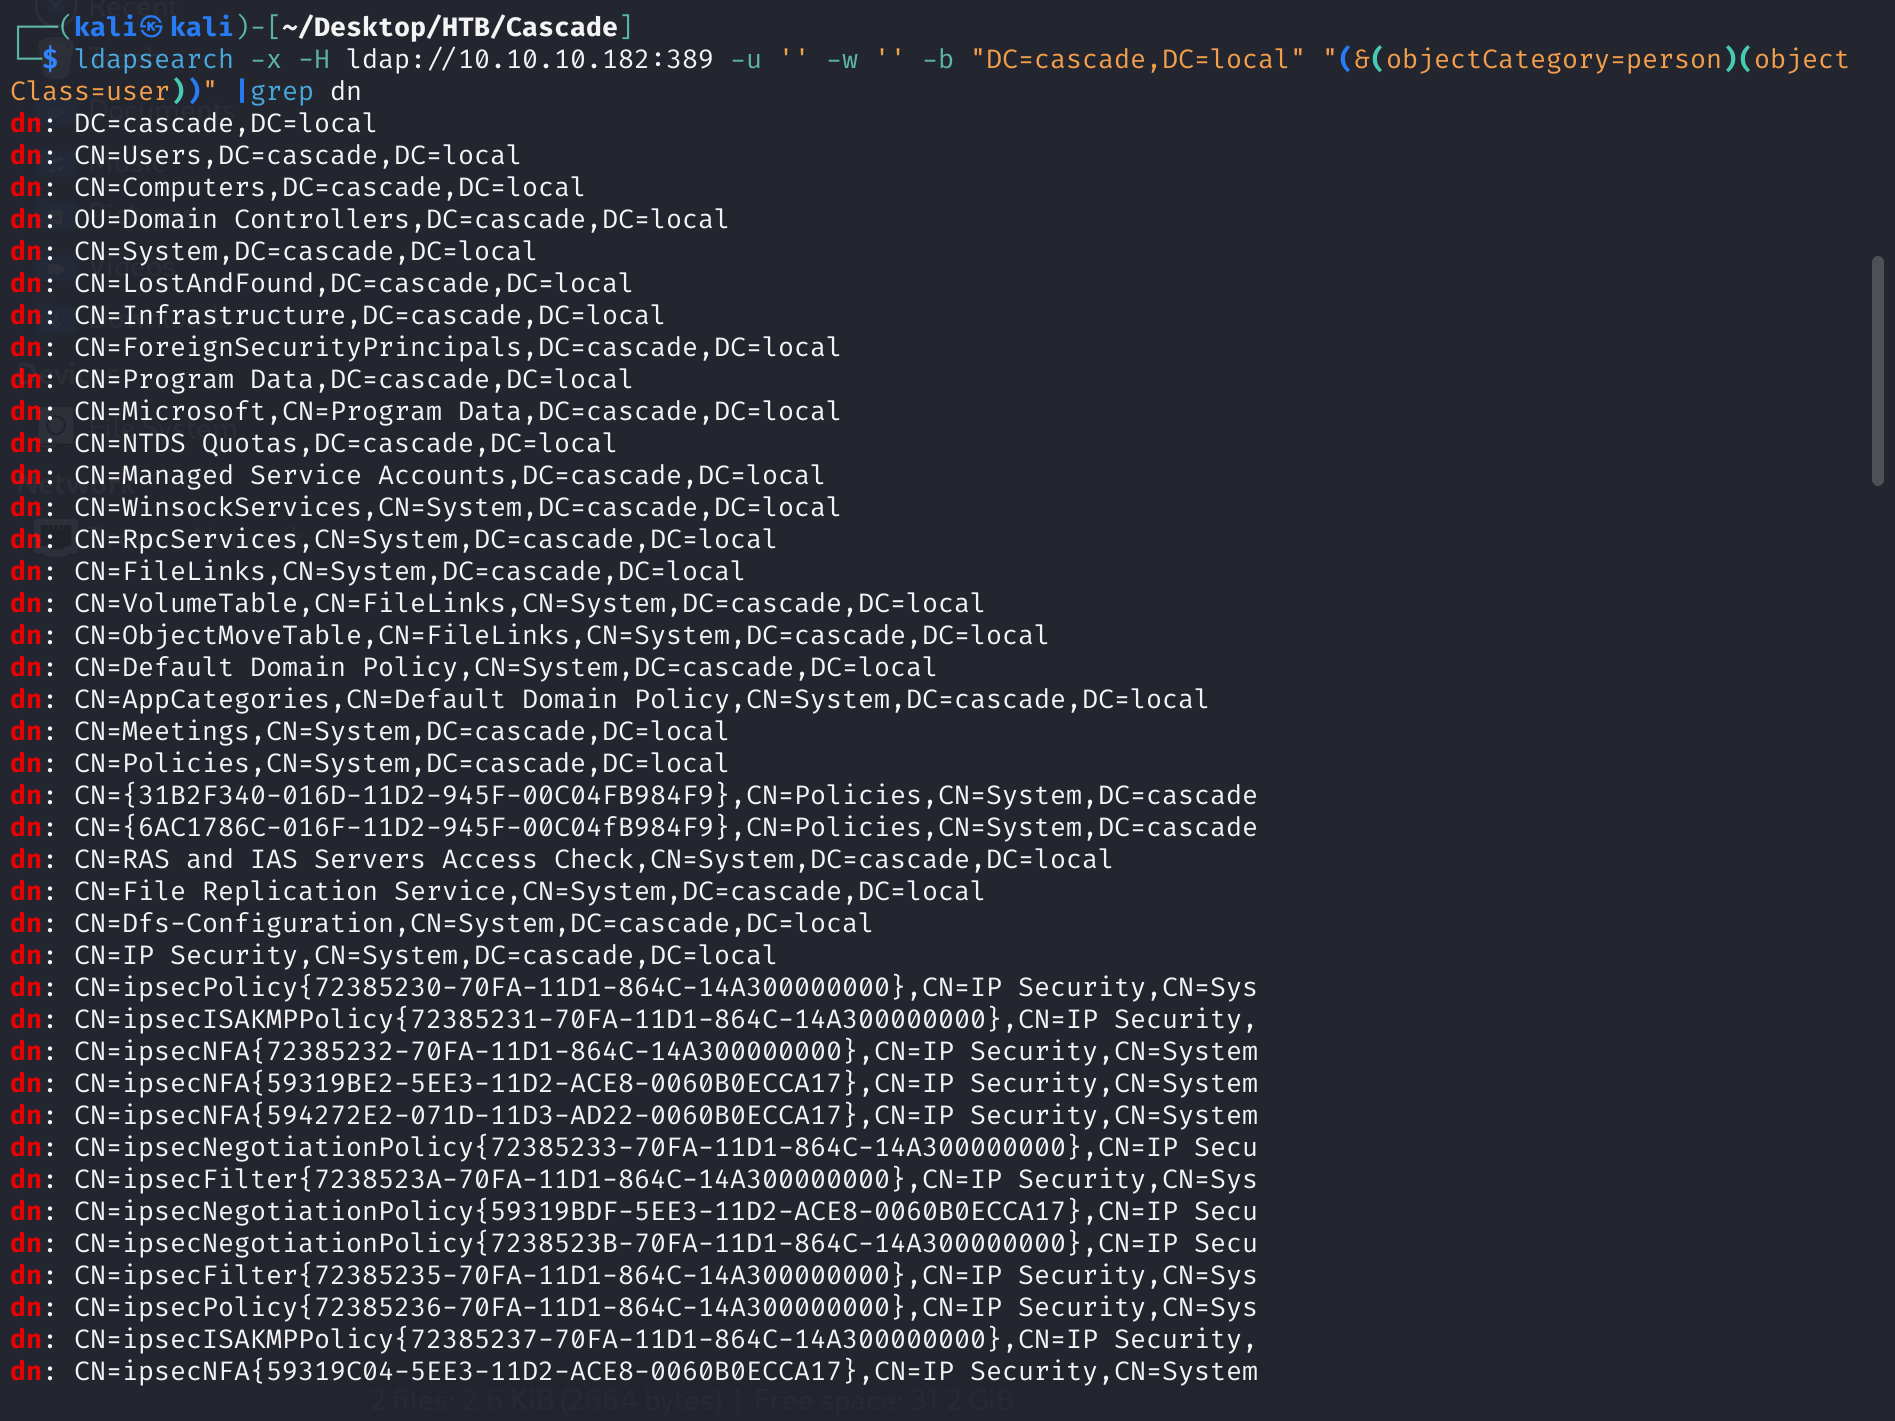 Recent
┌──(kali㉿kali)-[~/Desktop/HTB/Cascade]
└─$ ldapsearch -x -H ldap://10.10.10.182:389 -u '' -w '' -b "DC=cascade,DC=local" "(&(objectCategory=person)(object
Class=user))" |grep dn
Documents
dn: DC=cascade,DC=local
dn: CN=Users,DC=cascade,DC=local
dn: CN=Computers,DC=cascade,DC=local
dn: OU=Domain Controllers,DC=cascade,DC=local
dn: CN=System,DC=cascade,DC=local
dn: CN=LostAndFound,DC=cascade,DC=local
dn: CN=Infrastructure,DC=cascade,DC=local
dn: CN=ForeignSecurityPrincipals,DC=cascade,DC=local
dn: CN=Program Data,DC=cascade,DC=local
dn: CN=Microsoft,CN=Program Data,DC=cascade,DC=local
File System
dn: CN=NTDS Quotas,DC=cascade,DC=local
dn: CN=Managed Service Accounts,DC=cascade,DC=local
Network
dn: CN=WinsockServices,CN=System,DC=cascade,DC=local
dn: CN=RpcServices,CN=System,DC=cascade,DC=local
dn: CN=FileLinks,CN=System,DC=cascade,DC=local
dn: CN=VolumeTable,CN=FileLinks,CN=System,DC=cascade,DC=local
dn: CN=ObjectMoveTable,CN=FileLinks,CN=System,DC=cascade,DC=local
dn: CN=Default Domain Policy,CN=System,DC=cascade,DC=local
dn: CN=AppCategories,CN=Default Domain Policy,CN=System,DC=cascade,DC=local
dn: CN=Meetings,CN=System,DC=cascade,DC=local
dn: CN=Policies,CN=System,DC=cascade,DC=local
dn: CN={31B2F340-016D-11D2-945F-00C04FB984F9},CN=Policies,CN=System,DC=cascade
dn: CN={6AC1786C-016F-11D2-945F-00C04fB984F9},CN=Policies,CN=System,DC=cascade
dn: CN=RAS and IAS Servers Access Check,CN=System,DC=cascade,DC=local
dn: CN=File Replication Service,CN=System,DC=cascade,DC=local
dn: CN=Dfs-Configuration,CN=System,DC=cascade,DC=local
dn: CN=IP Security,CN=System,DC=cascade,DC=local
dn: CN=ipsecPolicy{72385230-70FA-11D1-864C-14A300000000},CN=IP Security,CN=Sys
dn: CN=ipsecISAKMPPolicy{72385231-70FA-11D1-864C-14A300000000},CN=IP Security,
dn: CN=ipsecNFA{72385232-70FA-11D1-864C-14A300000000},CN=IP Security,CN=System
dn: CN=ipsecNFA{59319BE2-5EE3-11D2-ACE8-0060B0ECCA17},CN=IP Security,CN=System
dn: CN=ipsecNFA{594272E2-071D-11D3-AD22-0060B0ECCA17},CN=IP Security,CN=System
dn: CN=ipsecNegotiationPolicy{72385233-70FA-11D1-864C-14A300000000},CN=IP Secu
dn: CN=ipsecFilter{7238523A-70FA-11D1-864C-14A300000000},CN=IP Security,CN=Sys
dn: CN=ipsecNegotiationPolicy{59319BDF-5EE3-11D2-ACE8-0060B0ECCA17},CN=IP Secu
dn: CN=ipsecNegotiationPolicy{7238523B-70FA-11D1-864C-14A300000000},CN=IP Secu
dn: CN=ipsecFilter{72385235-70FA-11D1-864C-14A300000000},CN=IP Security,CN=Sys
dn: CN=ipsecPolicy{72385236-70FA-11D1-864C-14A300000000},CN=IP Security,CN=Sys
dn: CN=ipsecISAKMPPolicy{72385237-70FA-11D1-864C-14A300000000},CN=IP Security,
dn: CN=ipsecNFA{59319C04-5EE3-11D2-ACE8-0060B0ECCA17},CN=IP Security,CN=System
2 files: 2.6 KiB (2664 bytes) | Free space: 31.2 GiB